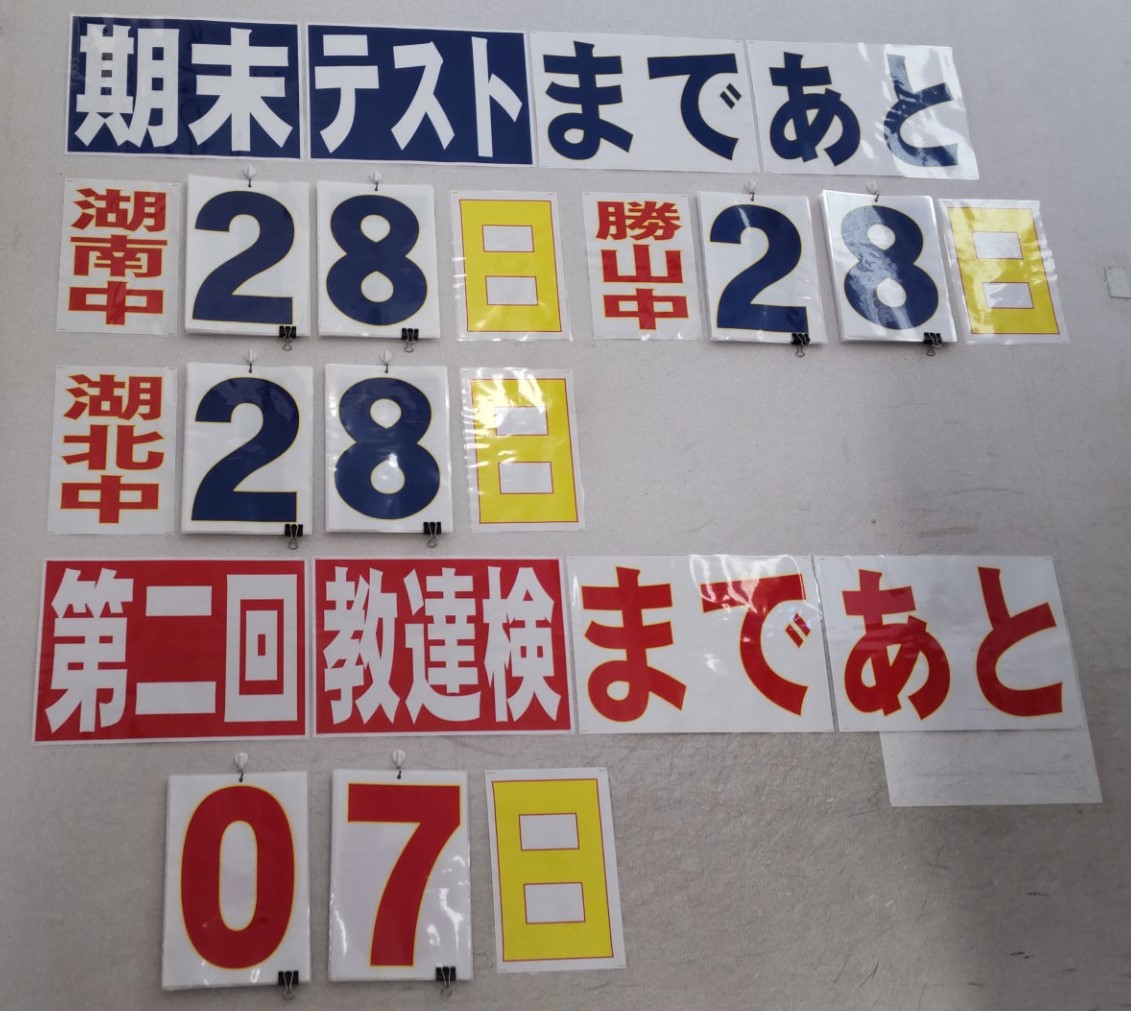 期末テストまであと
湖南中 28日 勝山中 28日
湖北中 28日
第二回教達検まであと
07日